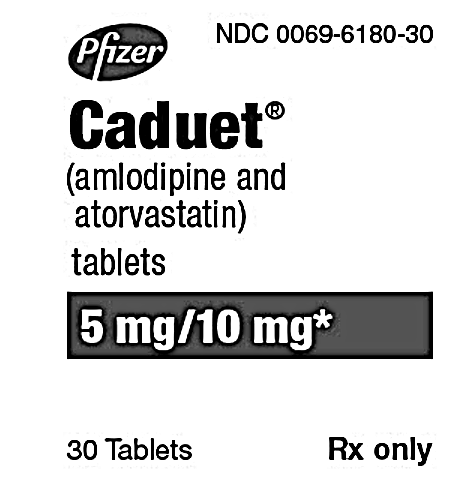 Pfizer
NDC 0069-6180-30
Caduet®
(amlodipine and
atorvastatin)
tablets
5 mg/10 mg*
30 Tablets
Rx only